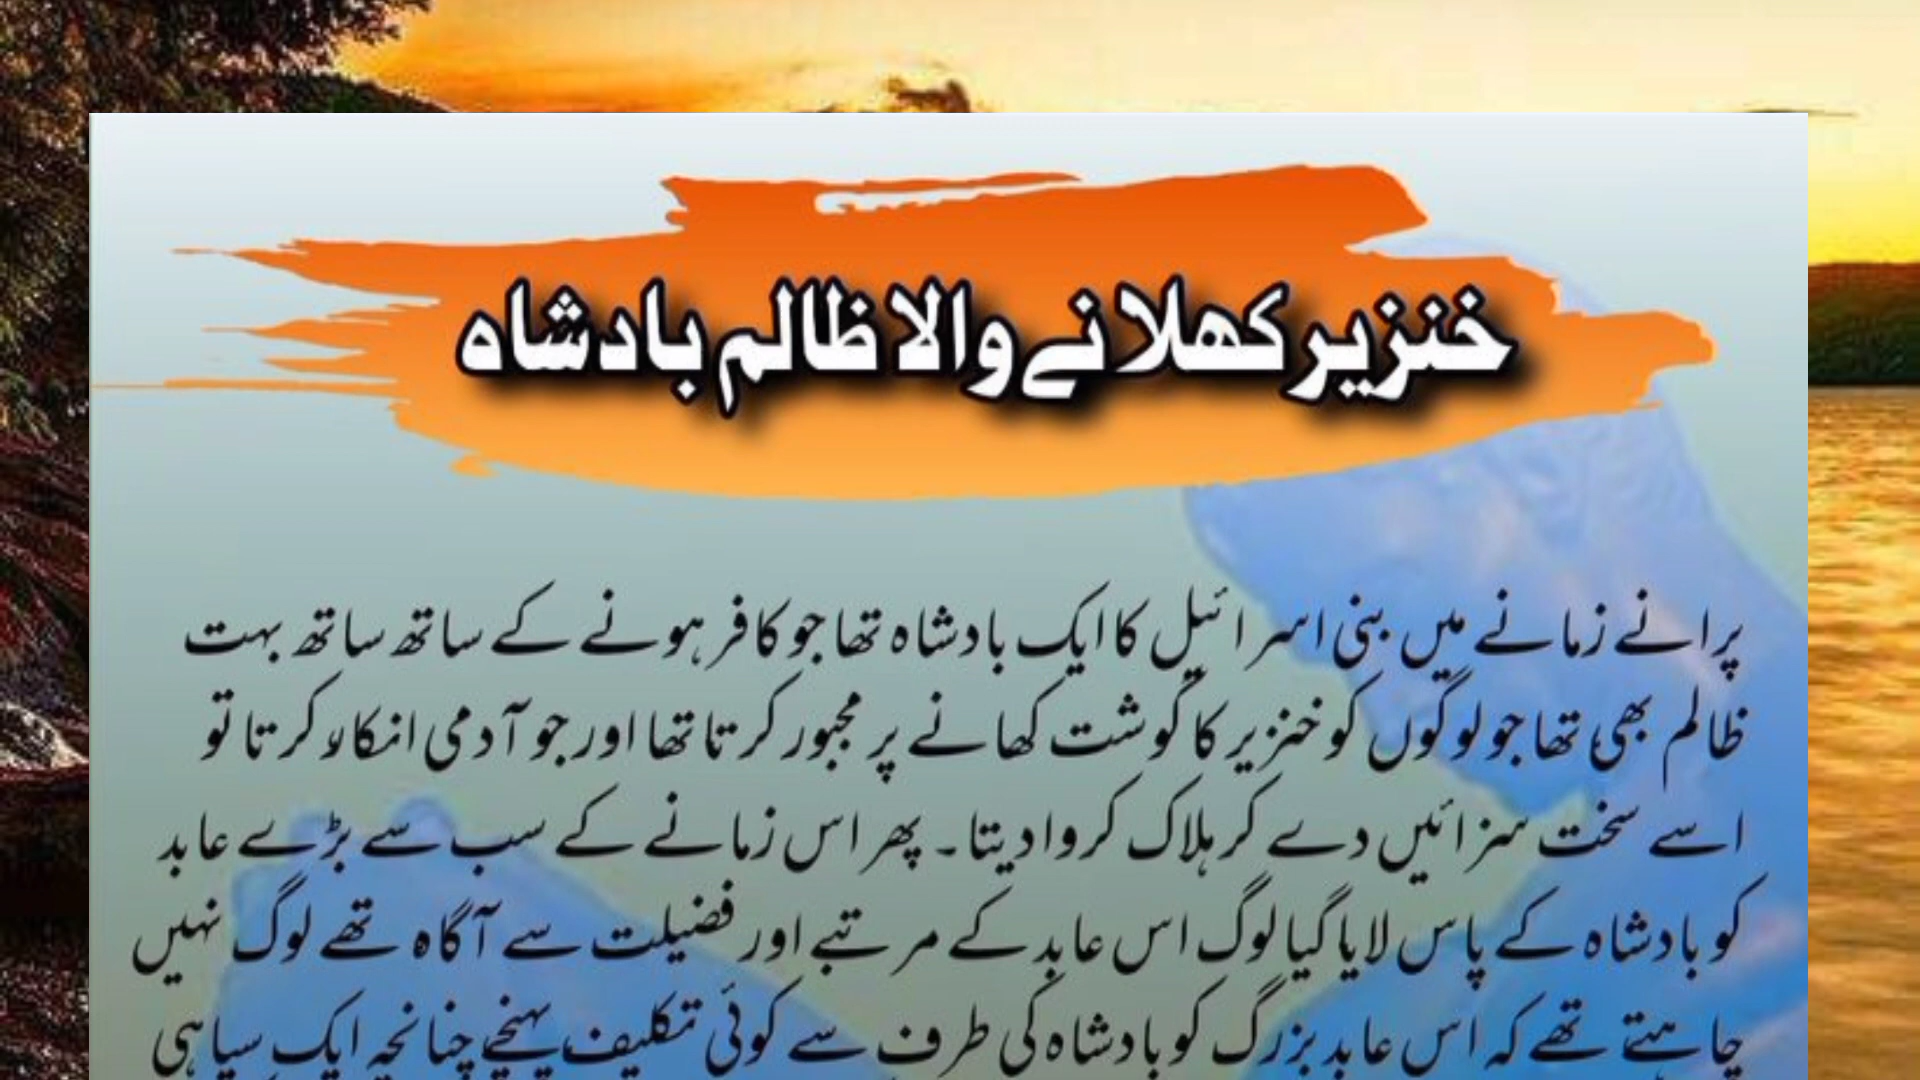 خنزیر کھلانے والا ظالم بادشاہ
پرانے زمانے میں بنی اسرائیل کا ایک بادشاہ تھا جو کافر ہونے کے ساتھ ساتھ بہت
ظالم بھی تھا جو لوگوں کو خنزیر کا گوشت کھانے پر مجبور کرتا تھا اور جو آدمی انکار کرتا تو
اسے سخت سزائیں دے کر ہلاک کروا دیتا۔ پھر اس زمانے کے سب سے بڑے عابد
کو بادشاہ کے پاس لایا گیا لوگ اس عابد کے مرتبے اور فضیلت سے آگاہ تھے لوگ نہیں
چاہتے تھے کہ اس عابد بزرگ کو بادشاہ کی طرف سے کوئی تکلیف پہنچے چنانچہ ایک سپاہی